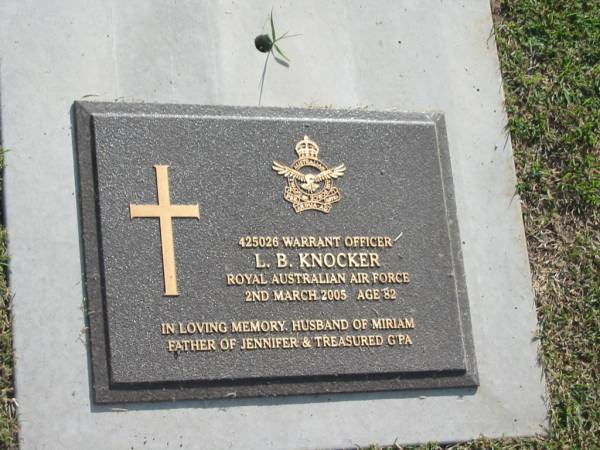 AUSTRALIAN
425026 WARRANT OFFICER
L. B. KNOCKER
ROYAL AUSTRALIAN AIR FORCE
2ND MARCH 2005 AGE 82
IN LOVING MEMORY. HUSBAND OF MIRIAM
FATHER OF JENNIFER & TREASURED G'PA